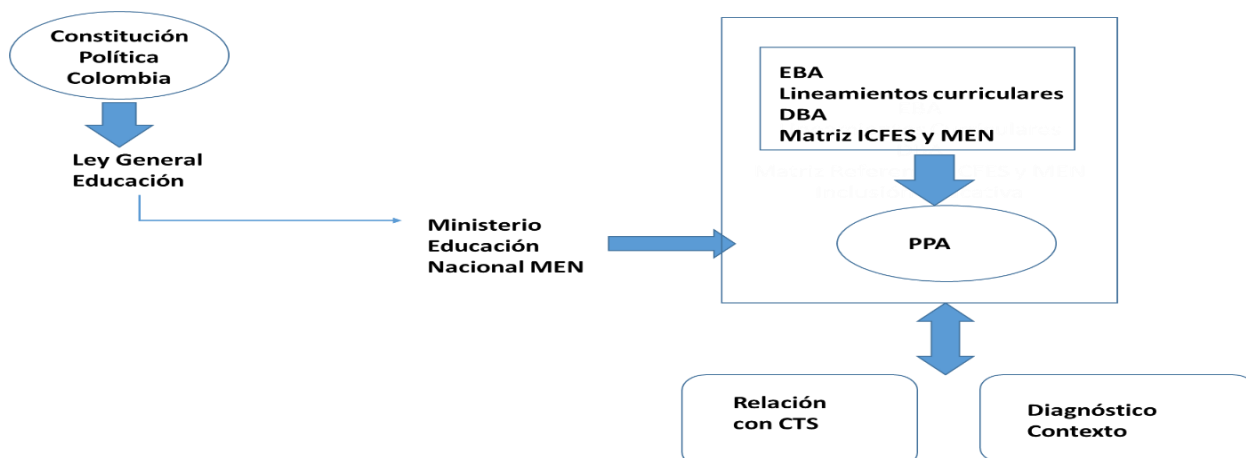 Constitución
Política
Colombia
Ley General
Educación
Ministerio
Educación
Nacional MEN
EBA
Lineamientos curriculares
DBA
Matriz ICFES y MEN
PPA
Relación
con CTS
Diagnóstico
Contexto